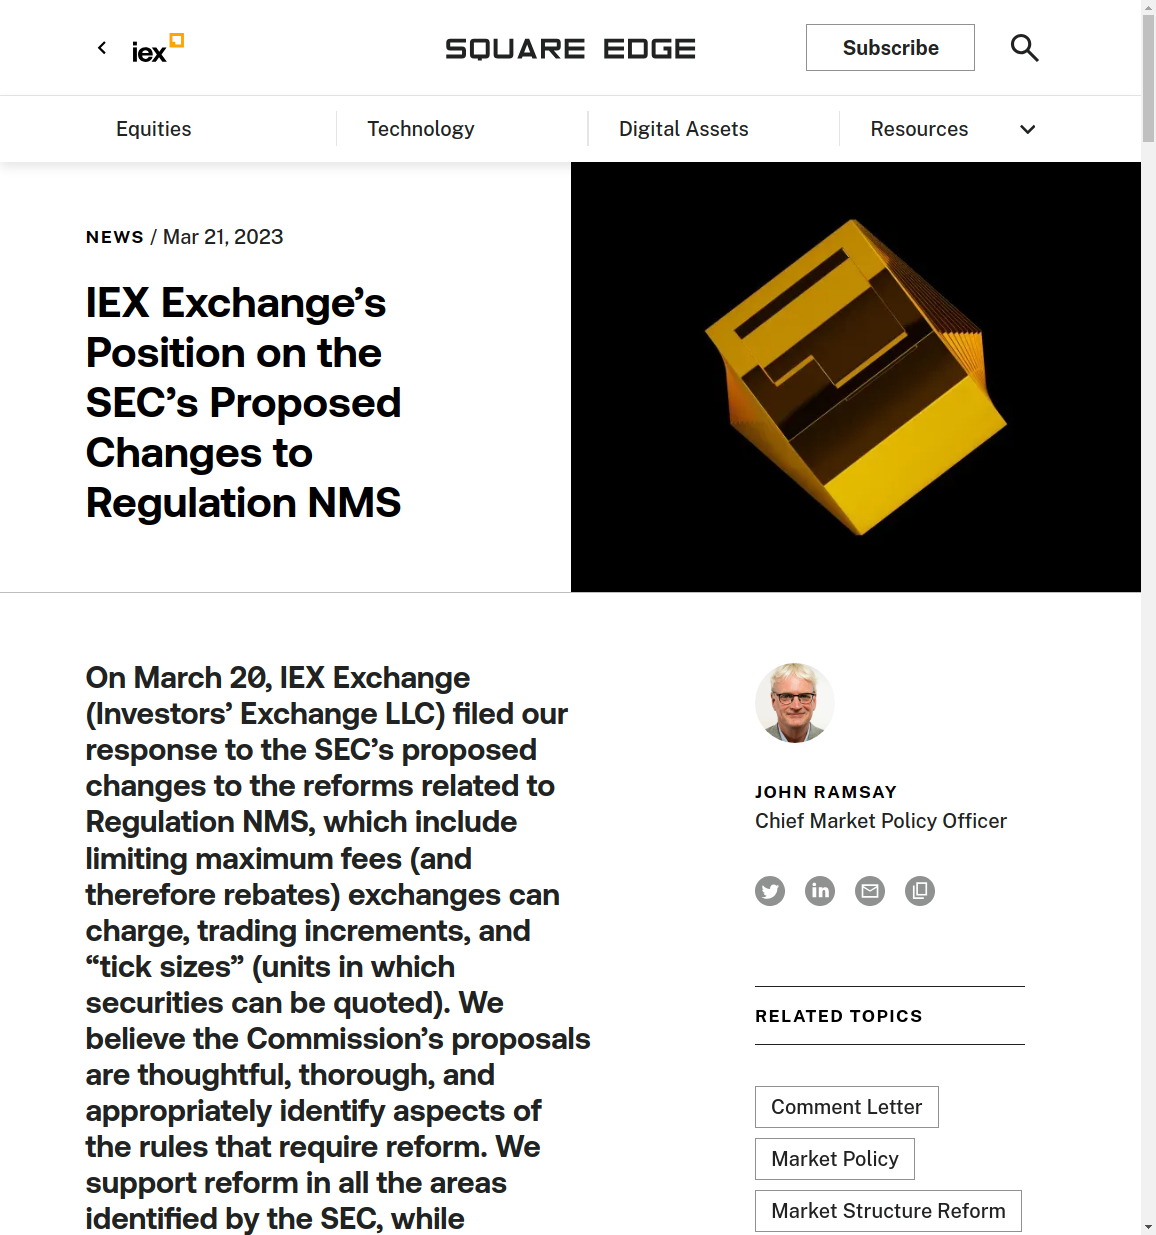 iex
SQUARE EDGE
Subscribe
Equities
Technology
Digital Assets
Resources
NEWS / Mar 21, 2023
IEX Exchange’s
Position on the
SEC’s Proposed
Changes to
Regulation NMS
On March 20, IEX Exchange
(Investors’ Exchange LLC) filed our
response to the SEC’s proposed
changes to the reforms related to
Regulation NMS, which include
limiting maximum fees (and
therefore rebates) exchanges can
charge, trading increments, and
“tick sizes” (units in which
securities can be quoted). We
believe the Commission’s proposals
are thoughtful, thorough, and
appropriately identify aspects of
the rules that require reform. We
support reform in all the areas
identified by the SEC, while
JOHN RAMSAY
Chief Market Policy Officer
in
RELATED TOPICS
Comment Letter
Market Policy
Market Structure Reform